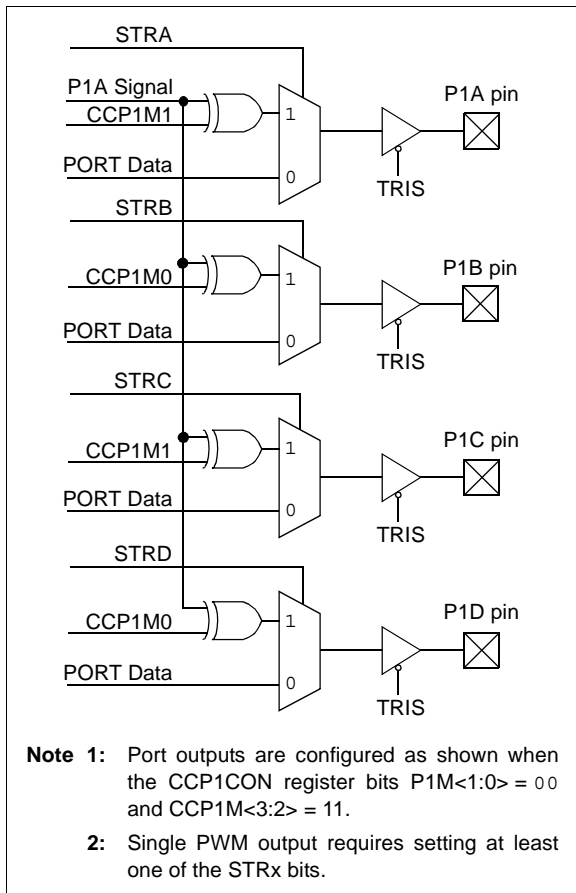 STRA
P1A Signal
CCP1M1
1
P1A pin
PORT Data
0
TRIS
STRB
CCP1M0
1
P1B pin
PORT Data
0
TRIS
STRC
CCP1M1
1
P1C pin
PORT Data
0
TRIS
STRD
CCP1M0
1
P1D pin
PORT Data
0
TRIS
Note 1: Port outputs are configured as shown when
the CCP1CON register bits P1M<1:0> = 00
and CCP1M<3:2> = 11.
2: Single PWM output requires setting at least
one of the STRx bits.